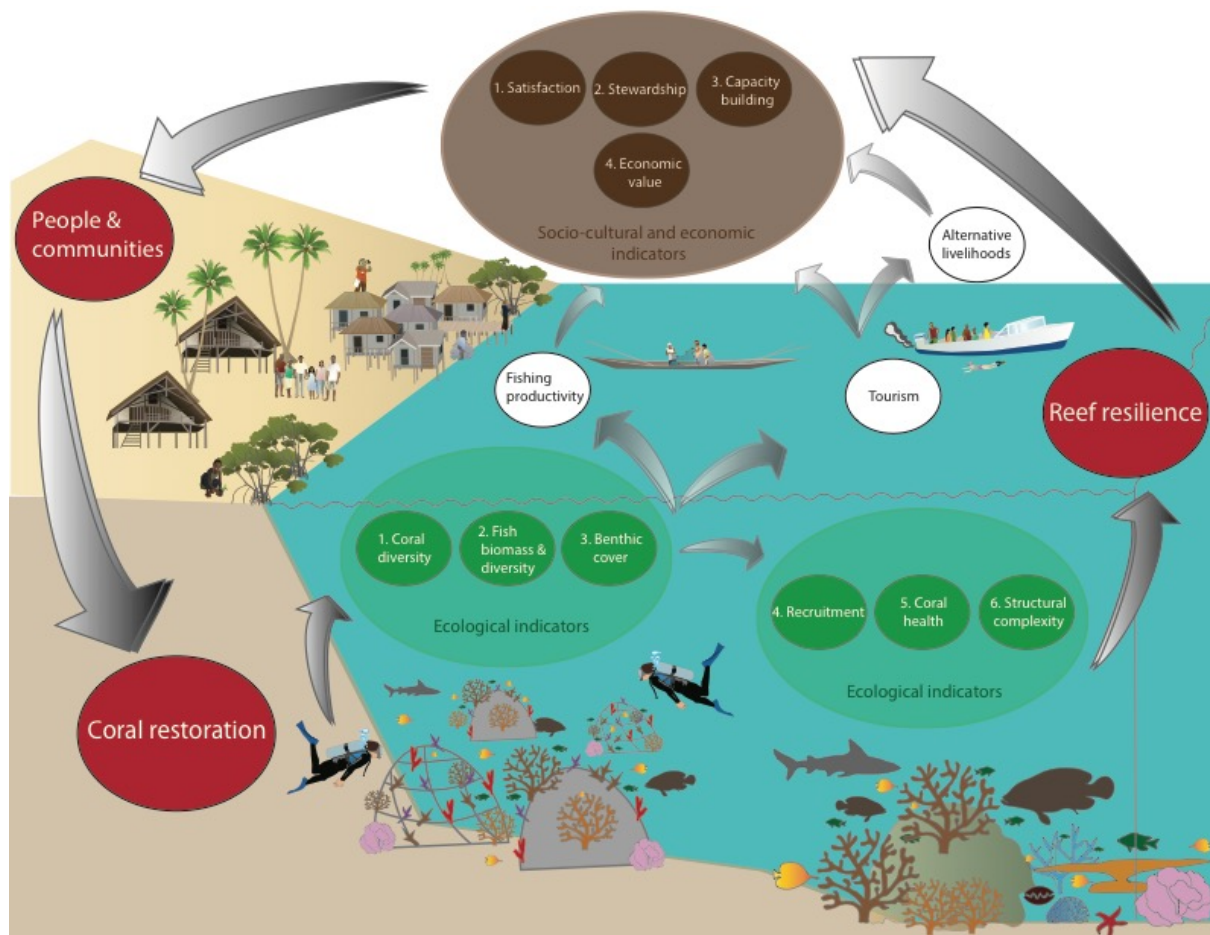 1. Satisfaction
2. Stewardship
3. Capacity
building
4. Economic
value
Socio-cultural and economic
indicators
People &
communities
Alternative
livelihoods
Fishing
productivity
Tourism
Reef resilience
1. Coral
diversity
2. Fish
biomass &
diversity
3. Benthic
cover
Ecological indicators
4. Recruitment
5. Coral
health
6. Structural
complexity
Ecological indicators
Coral restoration